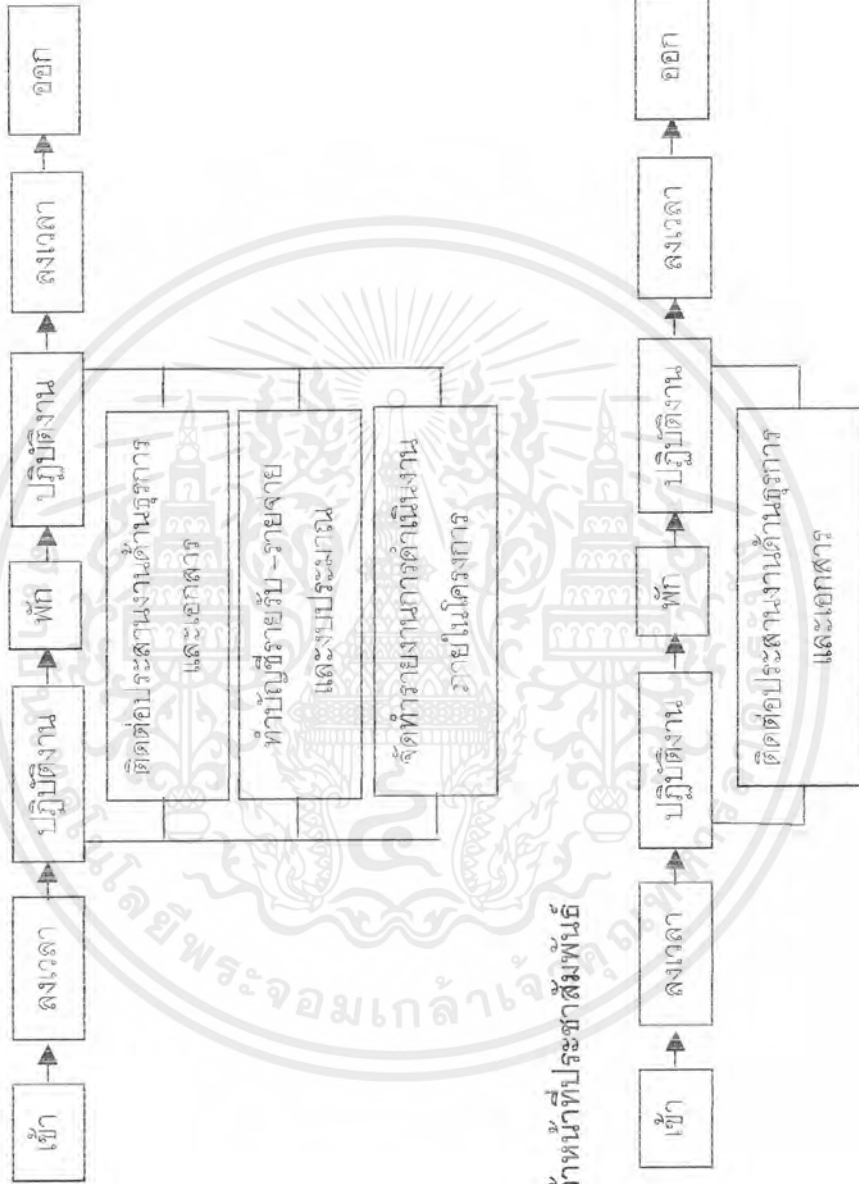 เข้า
ลงเวลา
ปฏิบัติงาน
พัก
ปฏิบัติงาน
ลงเวลา
ออก
ติดต่อประสานงานด้านธุรการ
และเอกสาร
ทำบัญชีรายรับ-รายจ่าย
และงบประมาณ
จัดทำรายงานการดำเนินงาน
ภายในโครงการ
เจ้าหน้าที่ประชาสัมพันธ์
เข้า
ลงเวลา
ปฏิบัติงาน
พัก
ปฏิบัติงาน
ลงเวลา
ออก
ติดต่อประสานงานด้านธุรการ
และเอกสาร